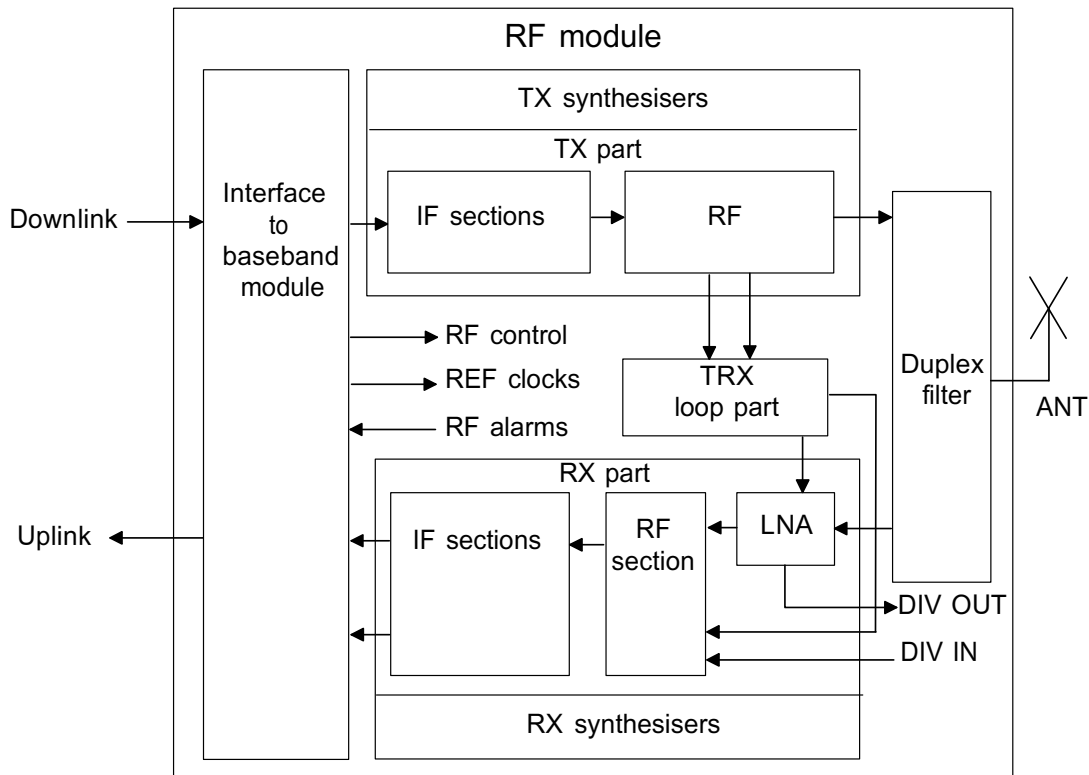 RF module
TX synthesisers
TX part
Interface
to
baseband
module
IF sections
RF
Downlink
RF control
REF clocks
RF alarms
TRX
loop part
Duplex
filter
ANT
RX part
Uplink
IF sections
RF
section
LNA
DIV OUT
DIV IN
RX synthesisers